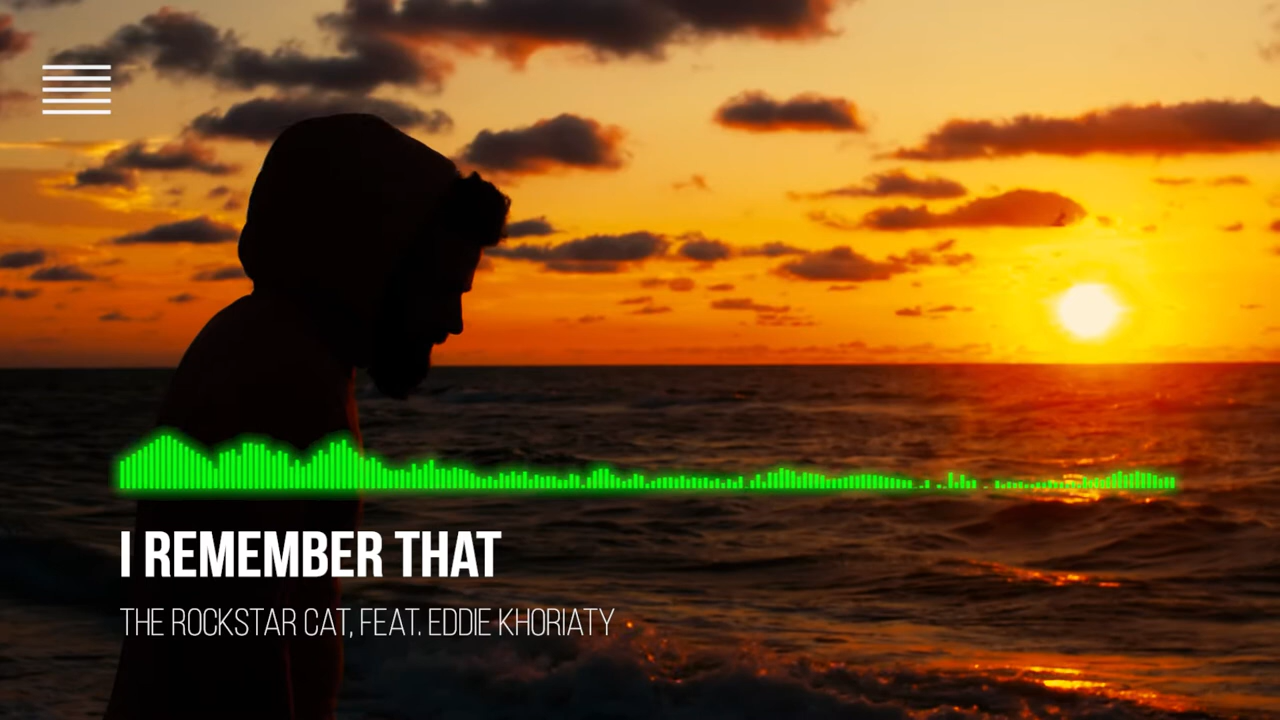 I REMEMBER THAT
THE ROCKSTAR CAT, FEAT. EDDIE KHORIATY